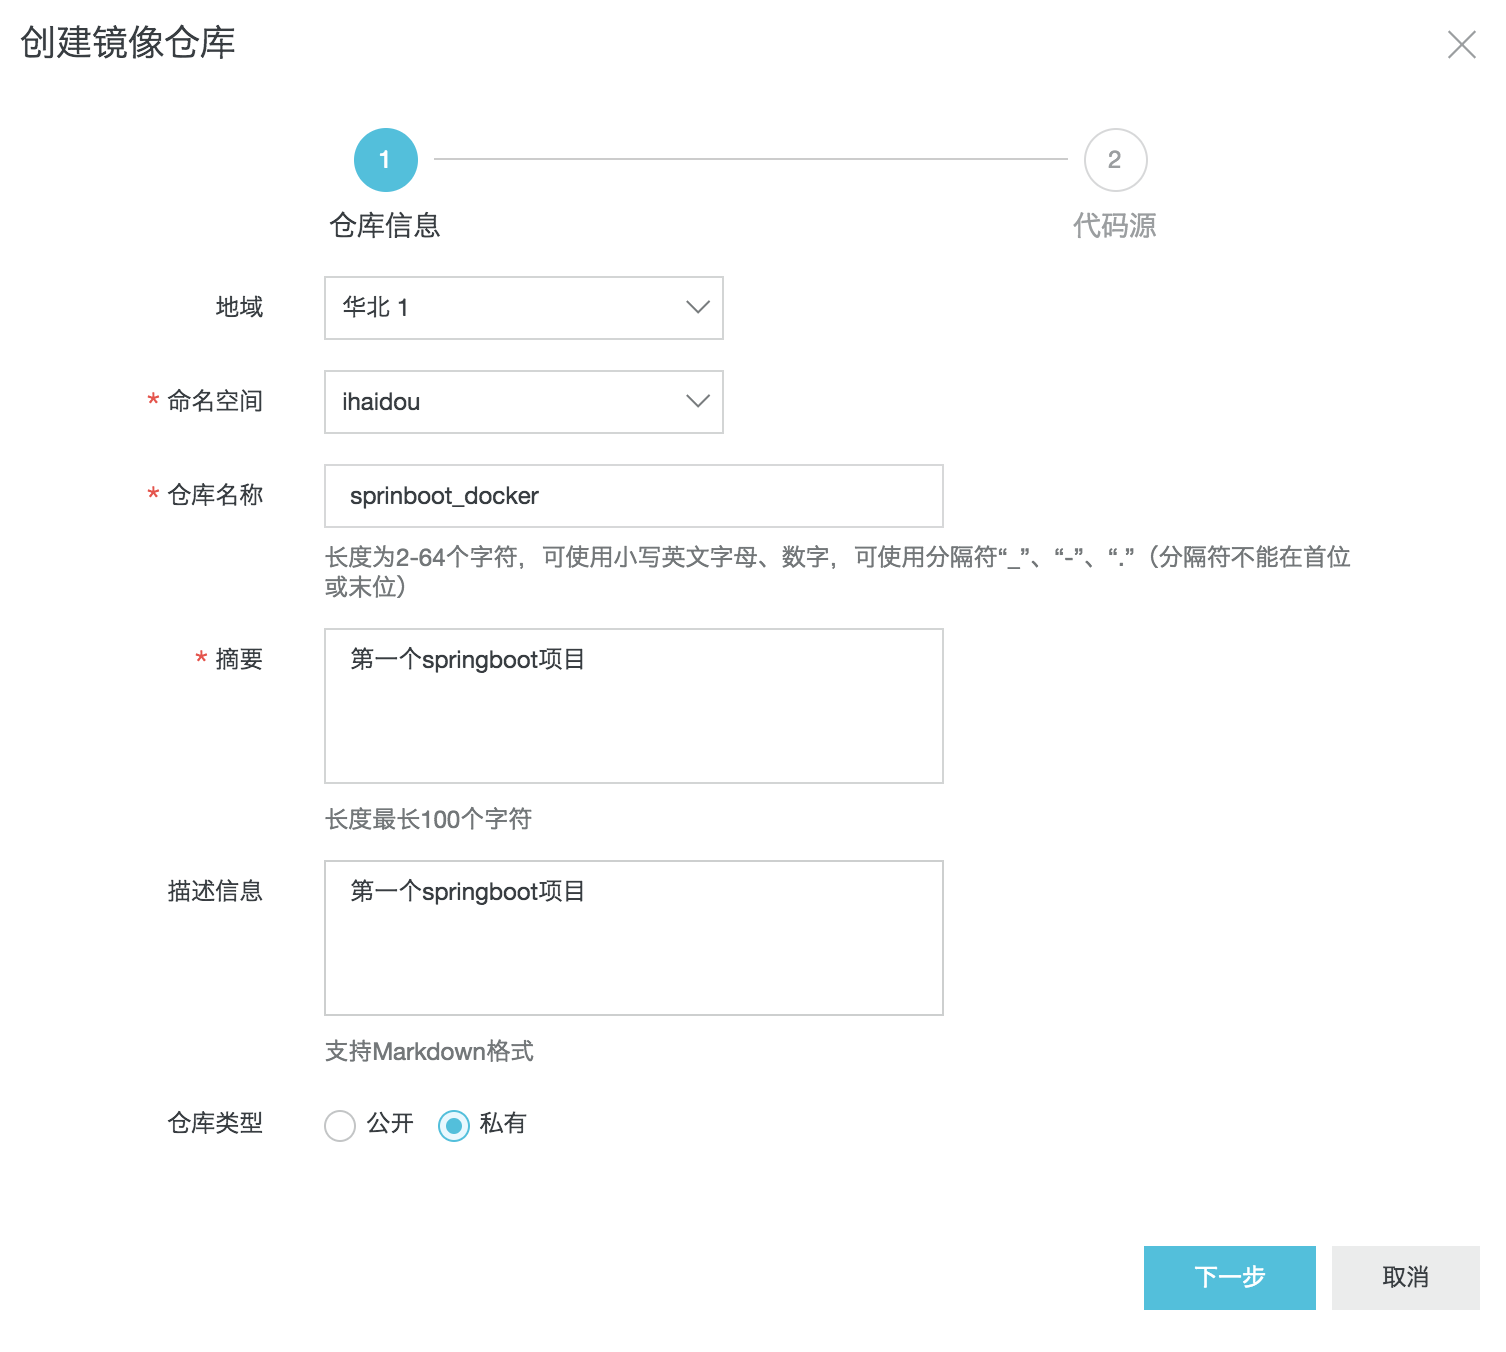 创建镜像仓库
1
2
仓库信息
代码源
地域
华北 1
* 命名空间
ihaidou
* 仓库名称
sprinboot_docker
长度为2-64个字符，可使用小写英文字母、数字，可使用分隔符“_”、“-”、“.”（分隔符不能在首位
或末位）
* 摘要
第一个springboot项目
长度最长100个字符
描述信息
第一个springboot项目
支持Markdown格式
仓库类型
公开
私有
下一步
取消